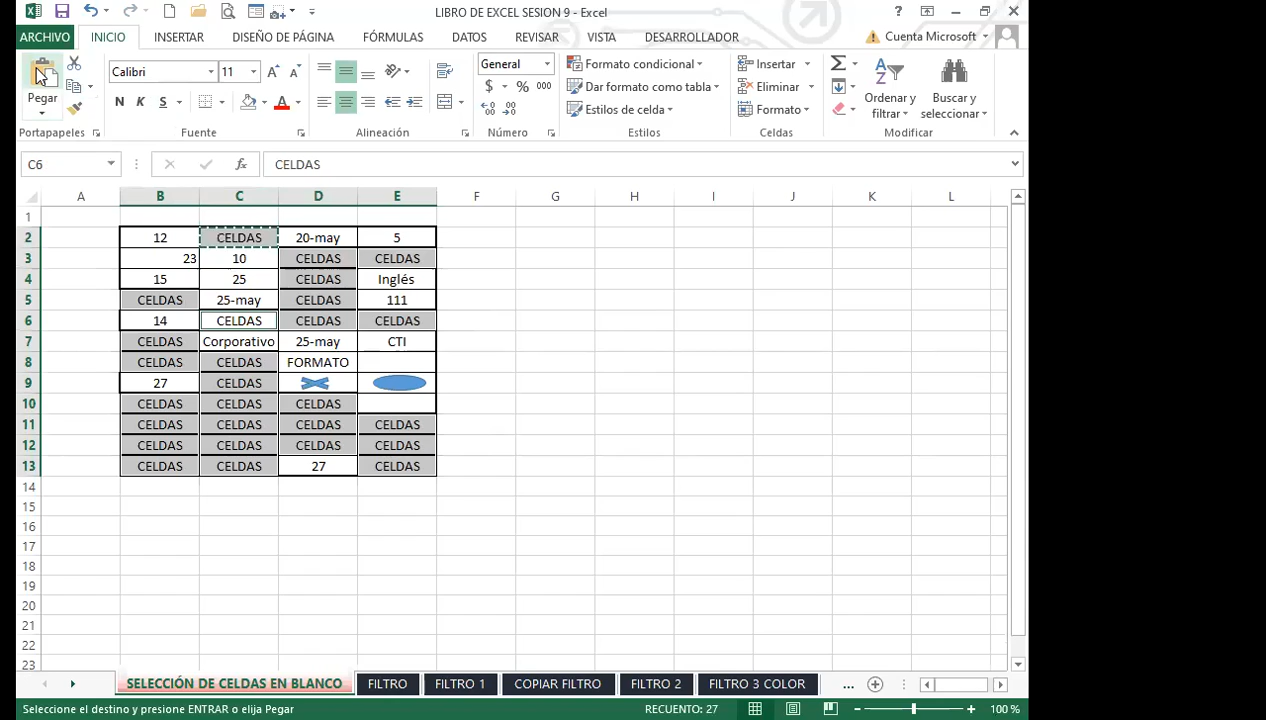 LIBRO DE EXCEL SESION 9 - Excel
ARCHIVO INICIO INSERTAR DISEÑO DE PÁGINA FÓRMULAS DATOS REVISAR VISTA DESARROLLADOR Cuenta Microsoft
Pegar
Calibri 11
N K S
General
$ % 000
Formato condicional
Dar formato como tabla
Estilos de celda
Insertar
Eliminar
Formato
Ordenar y filtrar
Buscar y seleccionar
Portapapeles Fuente Alineación Número Estilos Celdas Modificar
C6 fx CELDAS
A B C D E F G H I J K L
1
2 12 CELDAS 20-may 5
3 23 10 CELDAS CELDAS
4 15 25 CELDAS Inglés
5 CELDAS 25-may CELDAS 111
6 14 CELDAS CELDAS CELDAS
7 CELDAS Corporativo 25-may CTI
8 CELDAS CELDAS FORMATO
9 27 CELDAS
10 CELDAS CELDAS CELDAS
11 CELDAS CELDAS CELDAS CELDAS
12 CELDAS CELDAS CELDAS CELDAS
13 CELDAS CELDAS 27 CELDAS
14
15
16
17
18
19
20
21
22
23
SELECCIÓN DE CELDAS EN BLANCO FILTRO FILTRO 1 COPIAR FILTRO FILTRO 2 FILTRO 3 COLOR ...
Seleccione el destino y presione ENTRAR o elija Pegar RECUENTO: 27 100 %